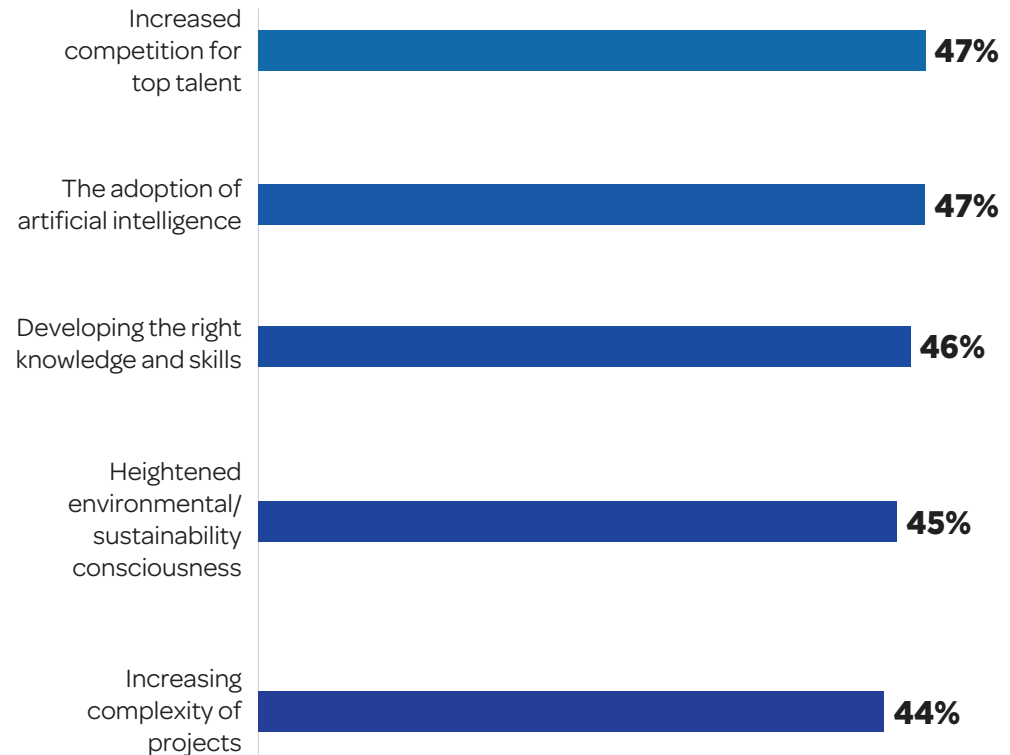 Increased
competition for
top talent
47%
The adoption of
artificial intelligence
47%
Developing the right
knowledge and skills
46%
Heightened
environmental/
sustainability
consciousness
45%
Increasing
complexity of
projects
44%